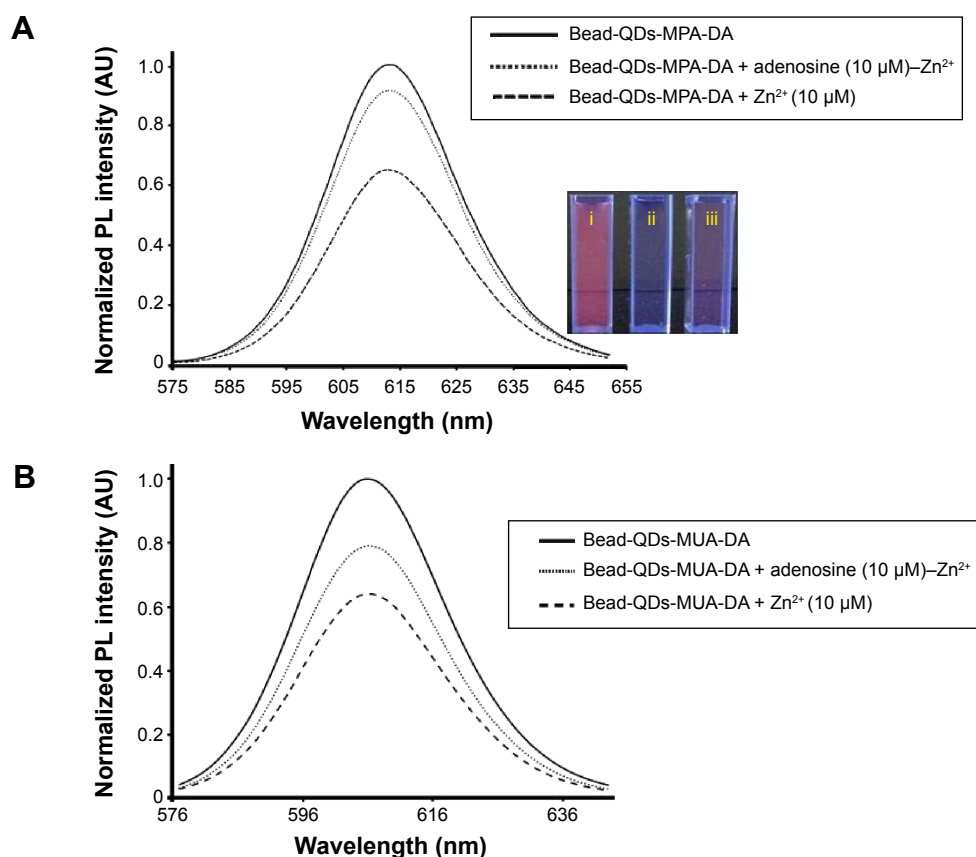 A
Normalized PL intensity (AU)
1.0
0.8
0.6
0.4
0.2
0
575 585 595 605 615 625 635 645 655
Wavelength (nm)
Bead-QDs-MPA-DA
Bead-QDs-MPA-DA + adenosine (10 µM)–Zn²⁺
Bead-QDs-MPA-DA + Zn²⁺ (10 µM)
i ii iii
B
Normalized PL intensity (AU)
1.0
0.8
0.6
0.4
0.2
0
576 596 616 636
Wavelength (nm)
Bead-QDs-MUA-DA
Bead-QDs-MUA-DA + adenosine (10 µM)–Zn²⁺
Bead-QDs-MUA-DA + Zn²⁺ (10 µM)